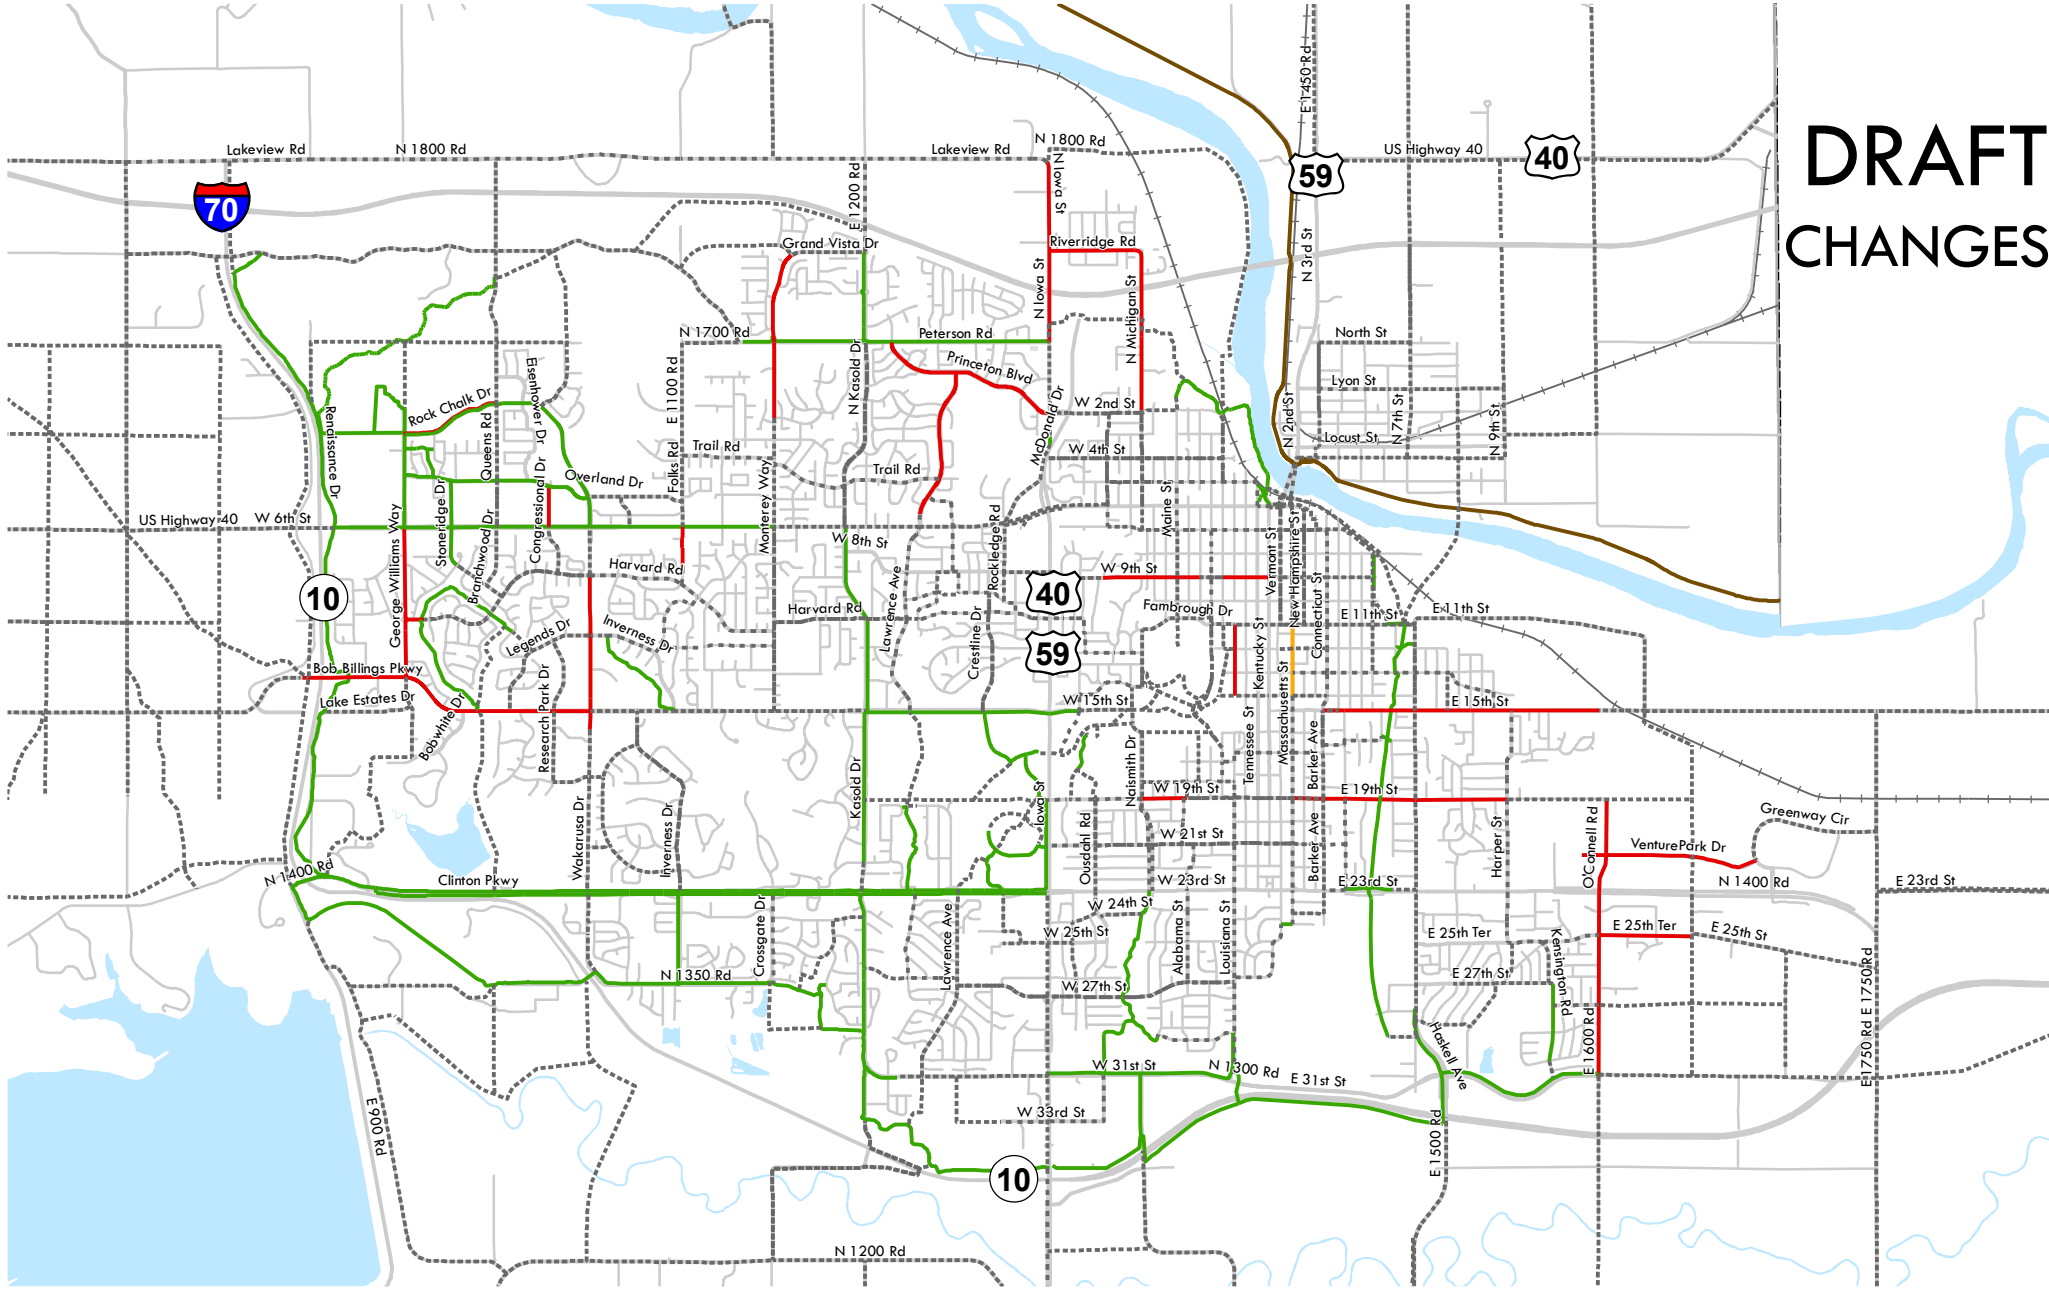 DRAFT
CHANGES
E 1450 Rd
Lakeview Rd
N 1800 Rd
Lakeview Rd
N 1800 Rd
US Highway 40
40
59
70
N Iowa St
E 1200 Rd
Grand Vista Dr
Riverridge Rd
N 3rd St
N Iowa St
N Michigan St
N 1700 Rd
Peterson Rd
North St
Princeton Blvd
Eisenhower Dr
E 1100 Rd
N Kasold Dr
Lyon St
Rock Chalk Dr
Renaissance Dr
Queens Rd
McDonald Dr
W 2nd St
N 2nd St
N 7th St
N 9th St
Locust St
Trail Rd
Folks Rd
W 4th St
Trail Rd
Overland Dr
Congressional Dr
Stoneridge Dr
Monterey Way
Maine St
US Highway 40
W 6th St
George Williams Way
Branchwood Dr
Rockledge Rd
W 8th St
Vermont St
New Hampshire St
Harvard Rd
Lawrence Ave
W 9th St
10
40
Connecticut St
Harvard Rd
Fambrough Dr
E 11th St
E 11th St
Legends Dr
Inverness Dr
Crestline Dr
59
Kentucky St
Bob Billings Pkwy
Research Park Dr
Massachusetts St
Lake Estates Dr
Bobwhite Dr
W 15th St
E 15th St
Tennessee St
Naismith Dr
Barker Ave
Kasold Dr
Iowa St
W 19th St
E 19th St
Wakarusa Dr
Inverness Dr
Ousdahl Rd
W 21st St
Barker Ave
Harper St
O'Connell Rd
Greenway Cir
VenturePark Dr
N 1400 Rd
Clinton Pkwy
W 23rd St
E 23rd St
N 1400 Rd
E 23rd St
Crossgate Dr
Lawrence Ave
W 24th St
W 25th St
Alabama St
Louisiana St
E 25th Ter
Kensington Rd
E 25th Ter
E 25th St
N 1350 Rd
W 27th St
E 27th St
E 1750 Rd
E 1750 Rd
E 1600 Rd
Haskell Ave
W 31st St
N 1300 Rd
E 31st St
E 900 Rd
W 33rd St
E 1500 Rd
10
N 1200 Rd